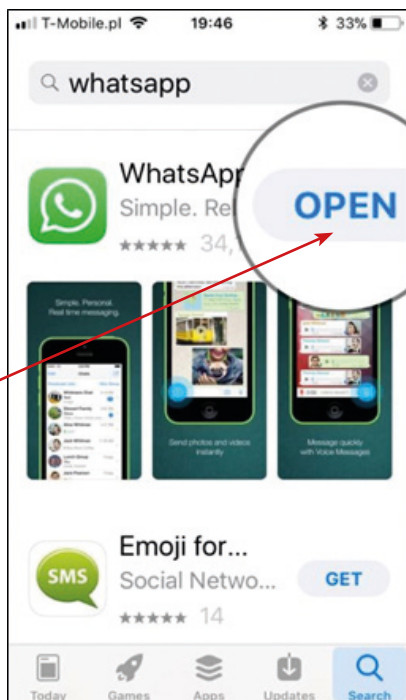 T-Mobile.pl 19:46 33%
whatsapp
WhatsApp
Simple. Re
OPEN
34,
Simple. Personal.
Real time messaging.
Send photos and videos
instantly
Message quickly
with Voice Messages
Emoji for...
SMS
Social Netwo...
GET
14
Today Games Apps Updates Search